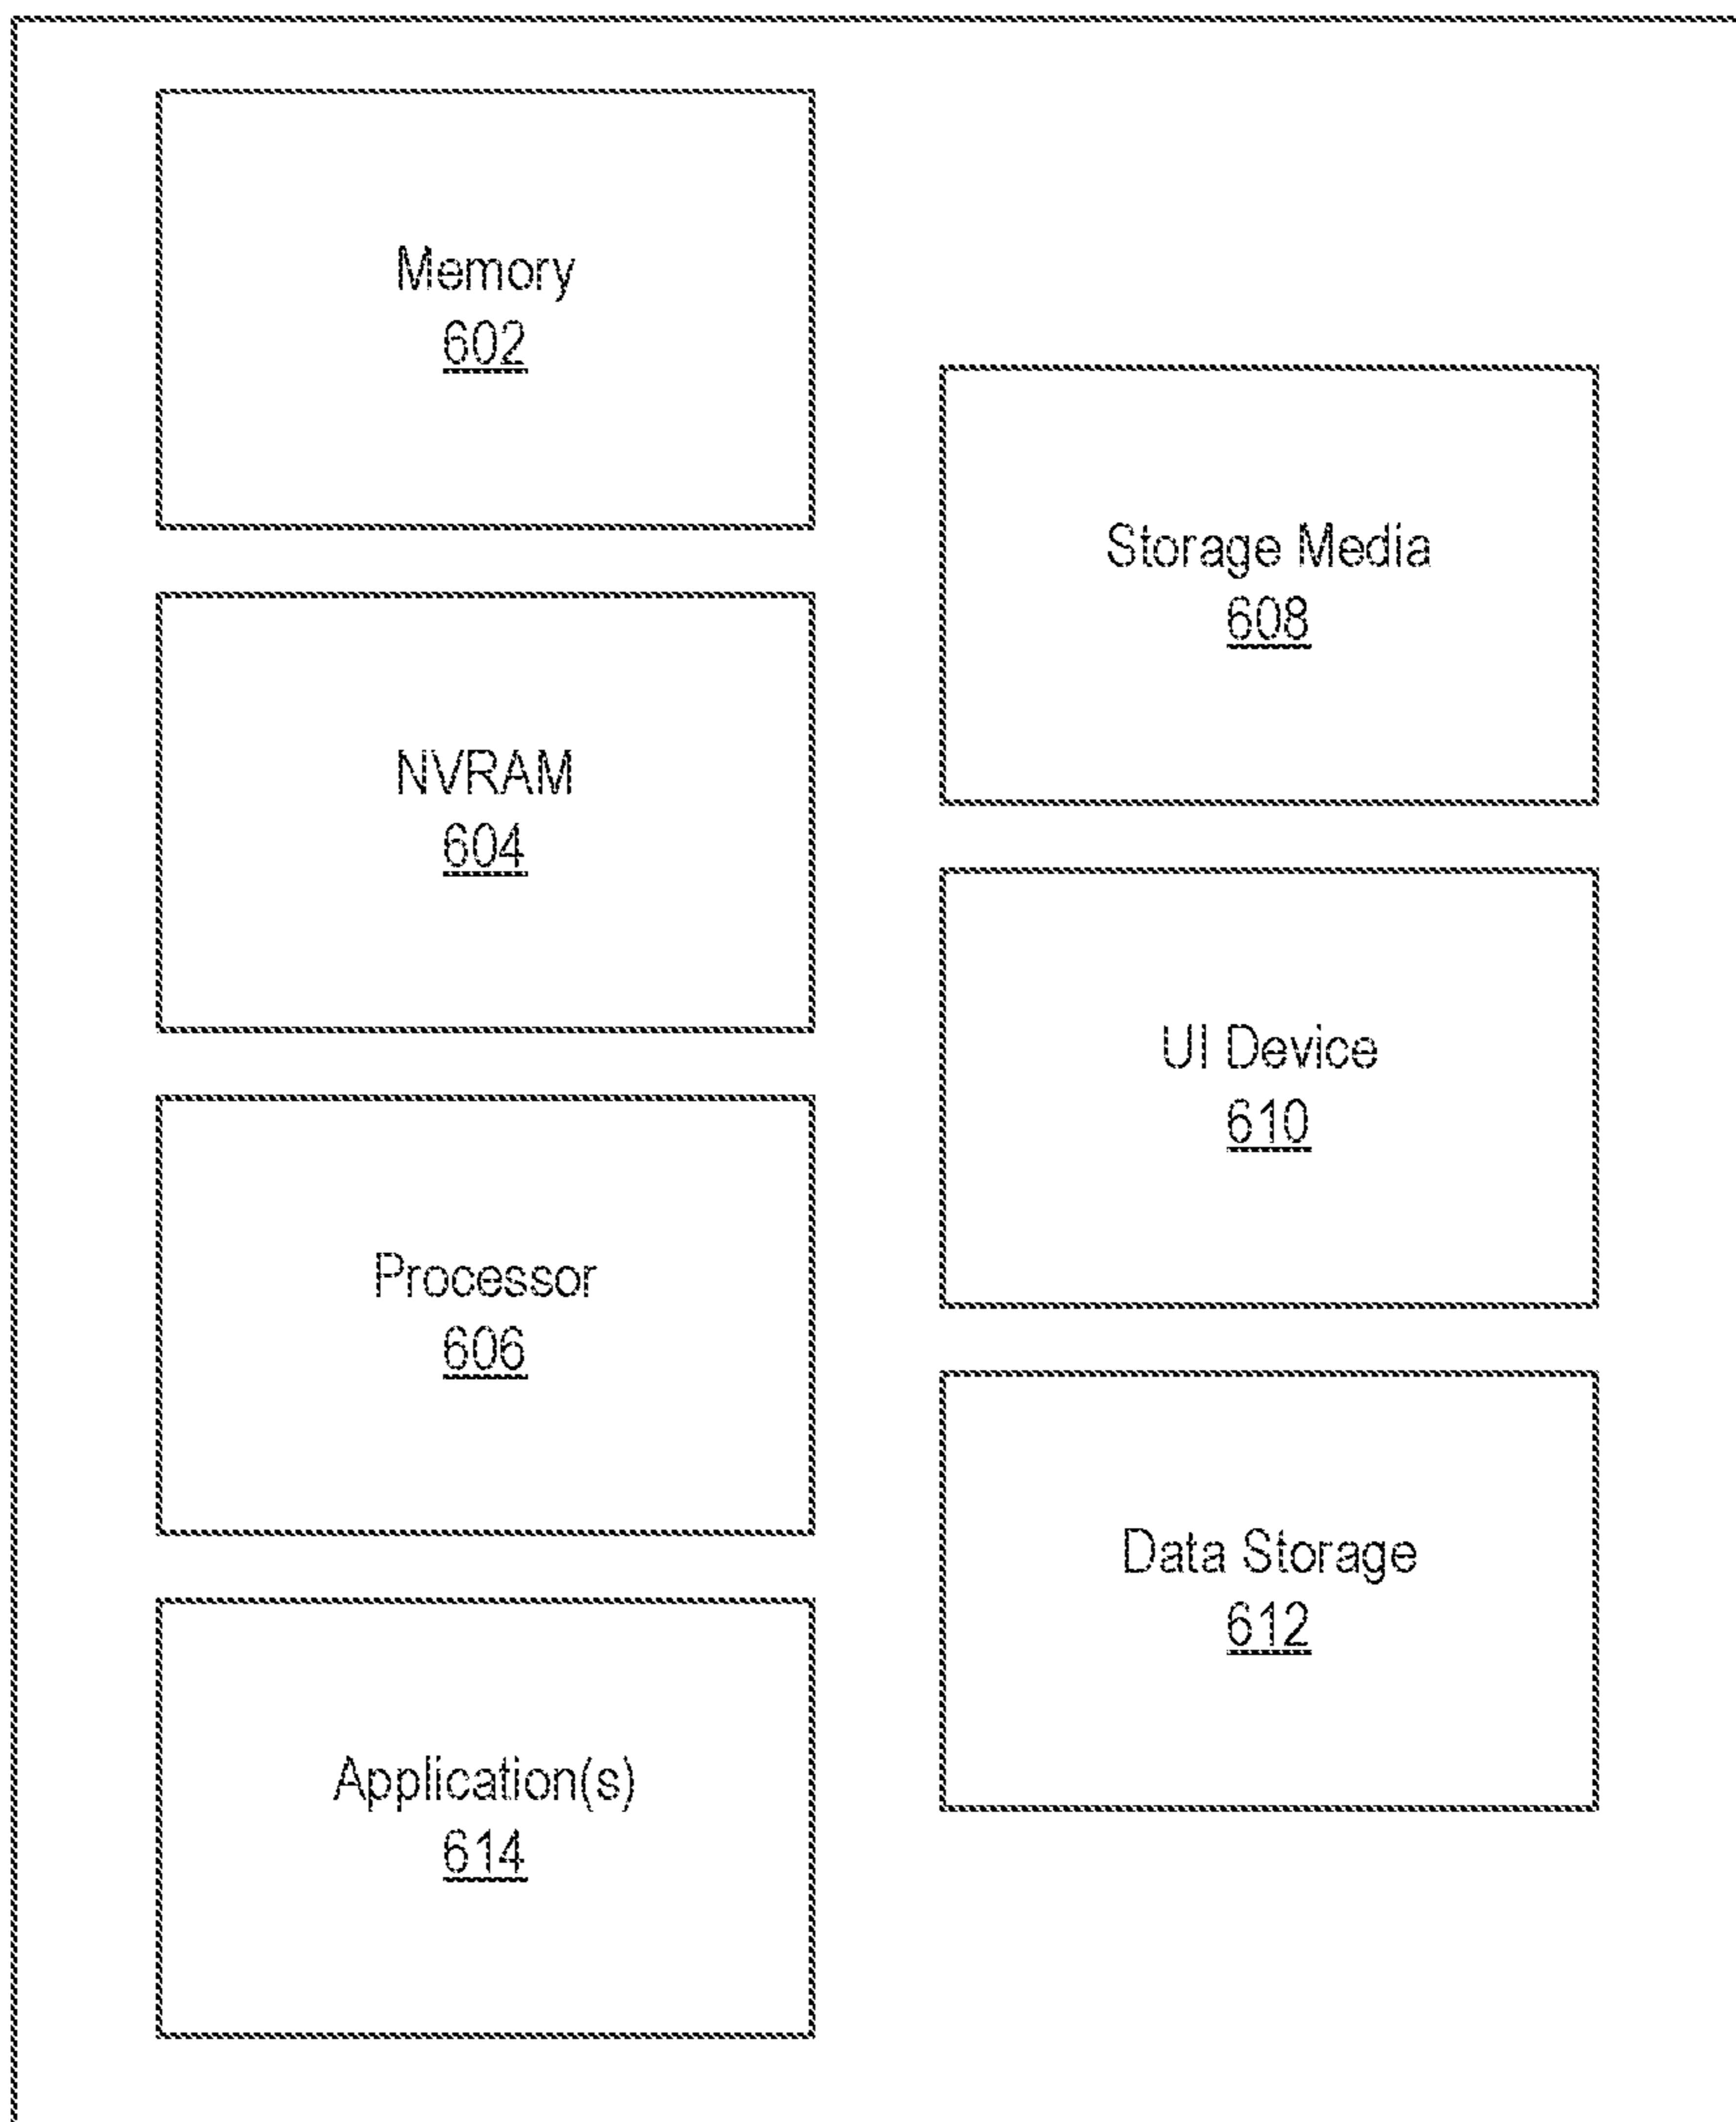 Memory
602
NVRAM
604
Processor
606
Application(s)
614
Storage Media
608
UI Device
610
Data Storage
612